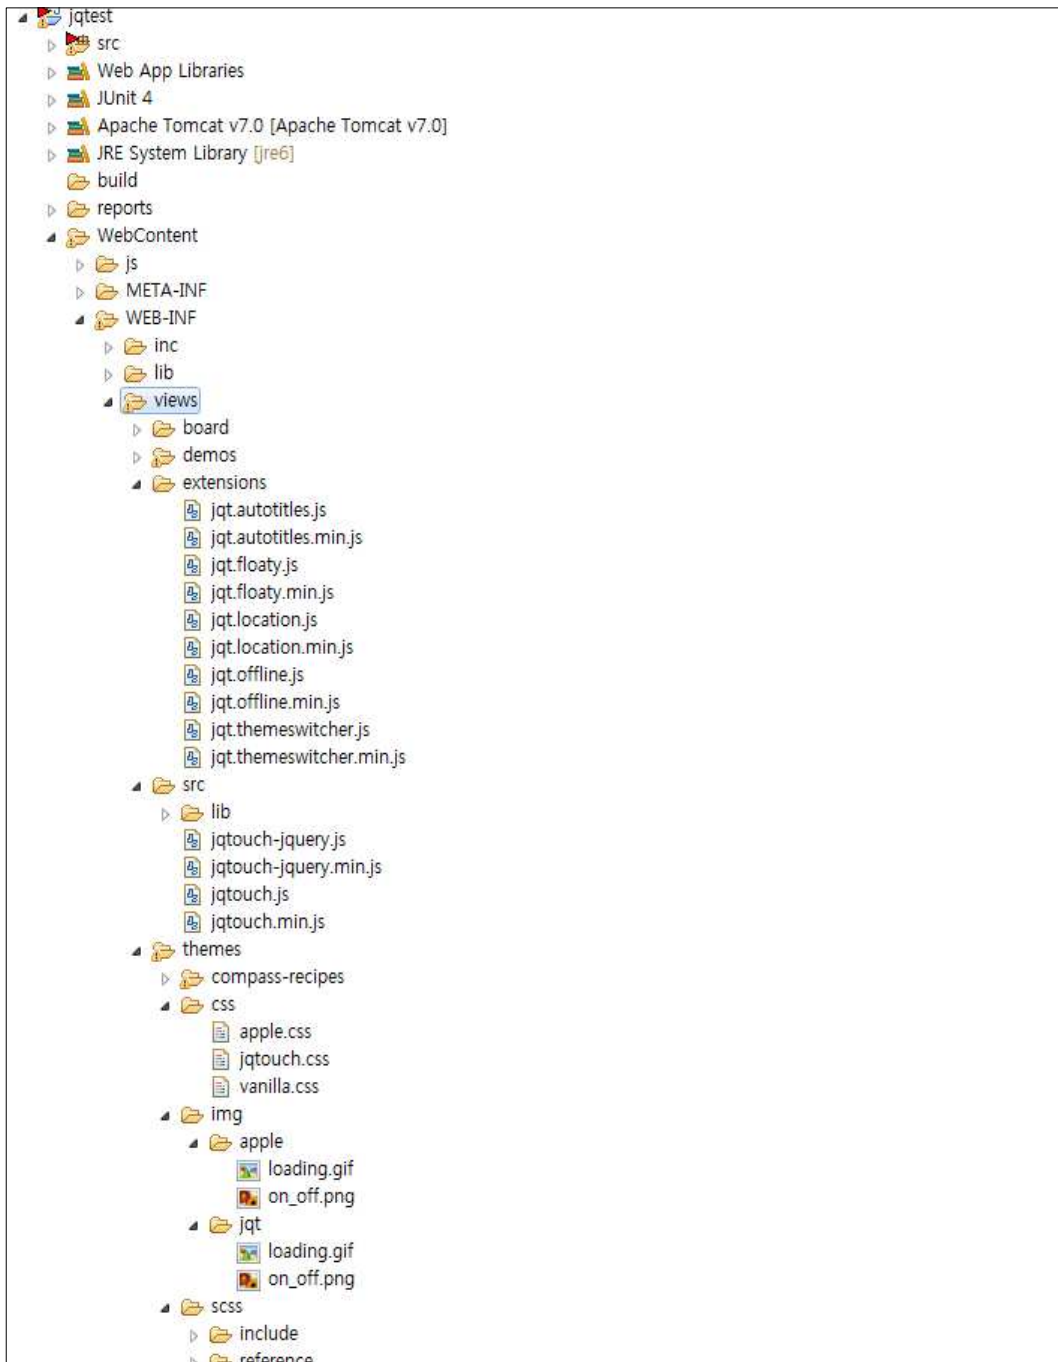 jqtest
src
Web App Libraries
JUnit 4
Apache Tomcat v7.0 [Apache Tomcat v7.0]
JRE System Library [jre6]
build
reports
WebContent
js
META-INF
WEB-INF
inc
lib
views
board
demos
extensions
jqt.autotitles.js
jqt.autotitles.min.js
jqt.floaty.js
jqt.floaty.min.js
jqt.location.js
jqt.location.min.js
jqt.offline.js
jqt.offline.min.js
jqt.themeswitcher.js
jqt.themeswitcher.min.js
src
lib
jqtouch-jquery.js
jqtouch-jquery.min.js
jqtouch.js
jqtouch.min.js
themes
compass-recipes
css
apple.css
jqtouch.css
vanilla.css
img
apple
loading.gif
on_off.png
jqt
loading.gif
on_off.png
scss
include
reference